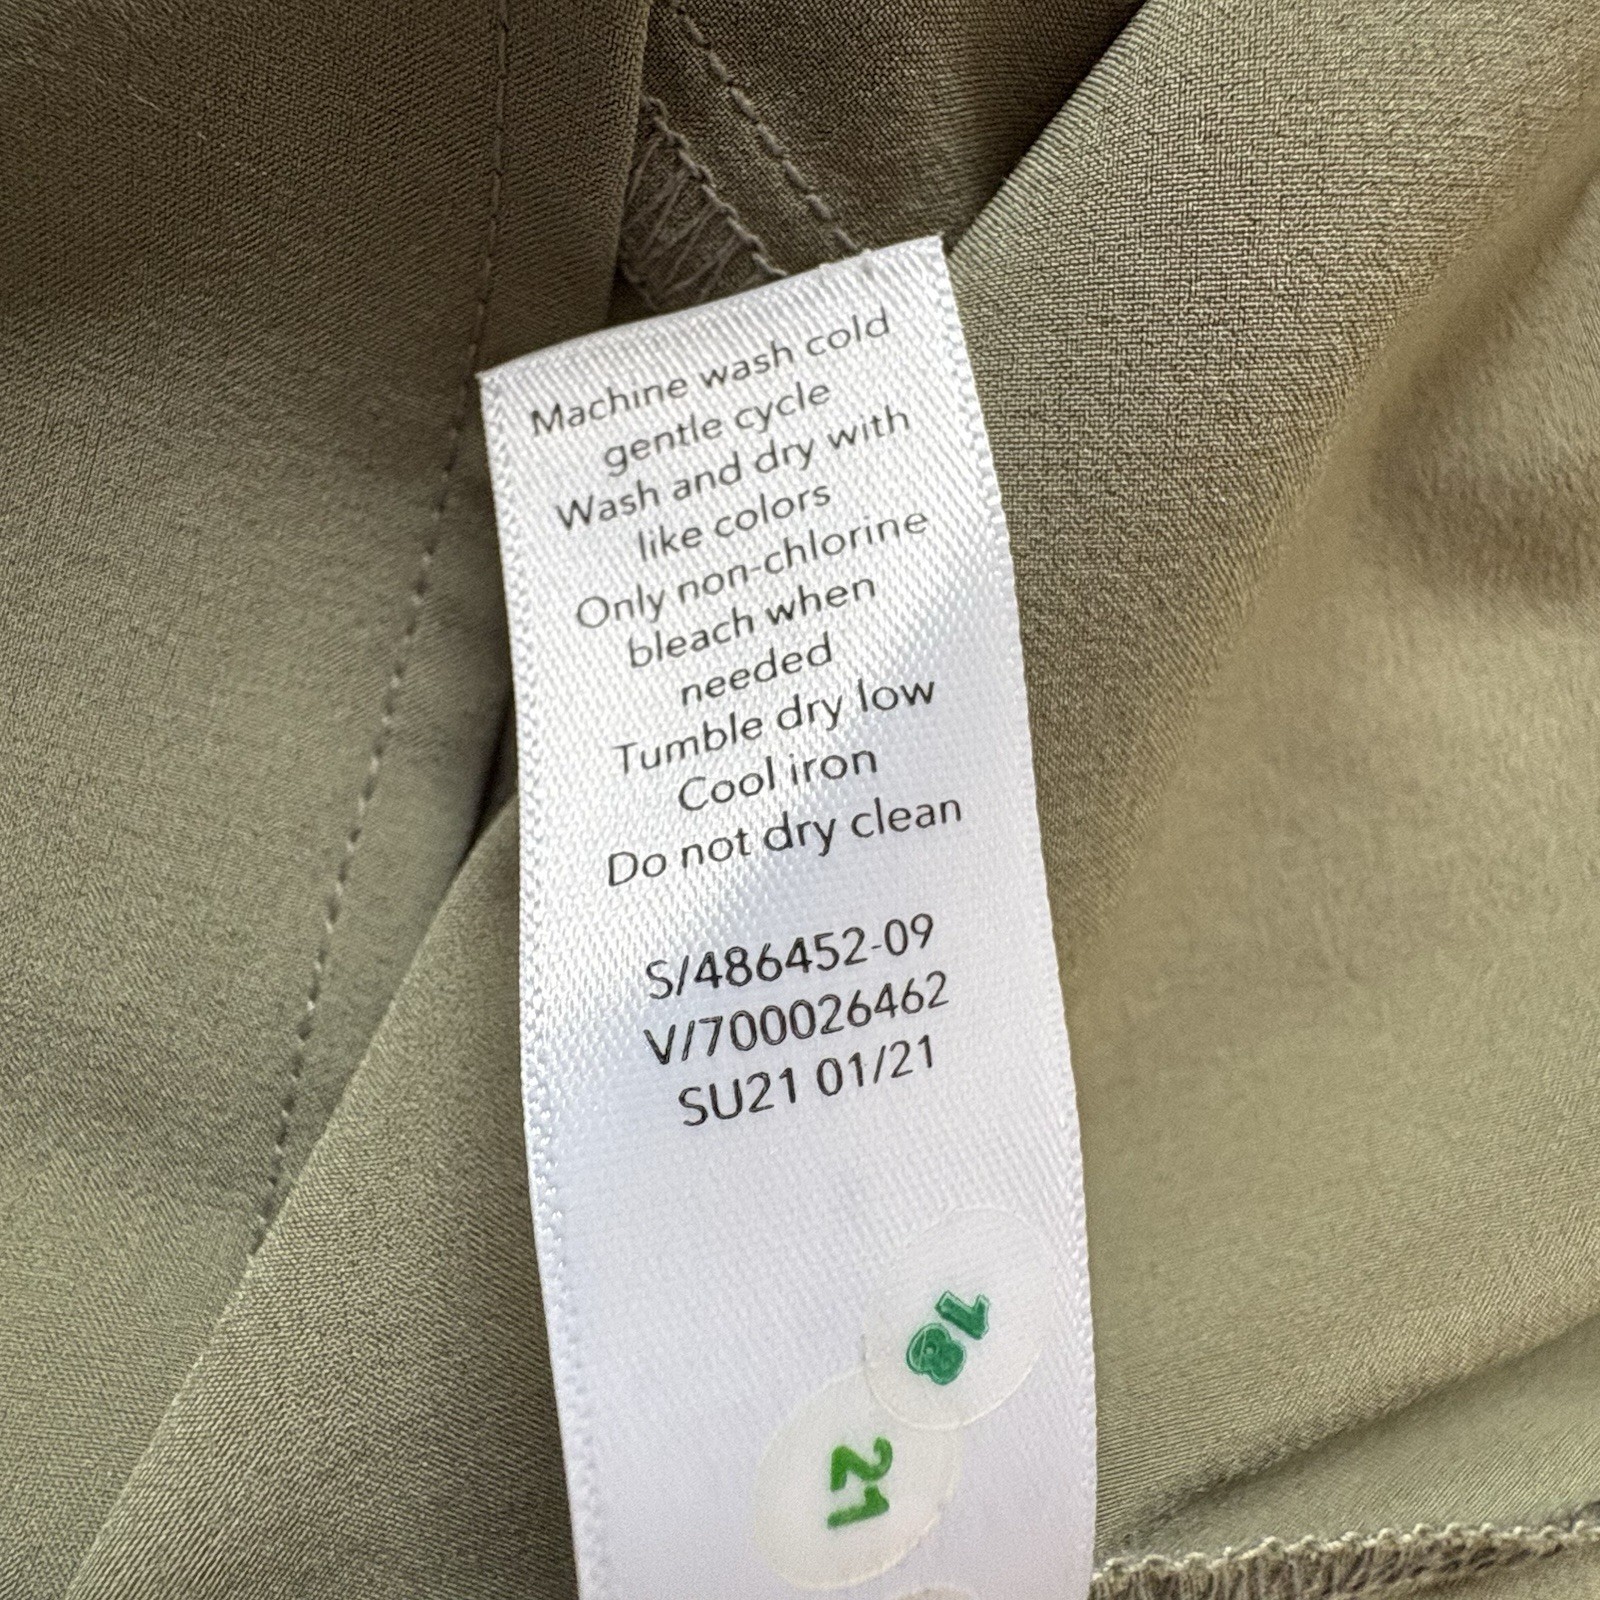 Machine wash cold
gentle cycle
Wash and dry with
like colors
Only non-chlorine
bleach when
needed
Tumble dry low
Cool iron
Do not dry clean
S/486452-09
V/700026462
SU21 01/21
18
21